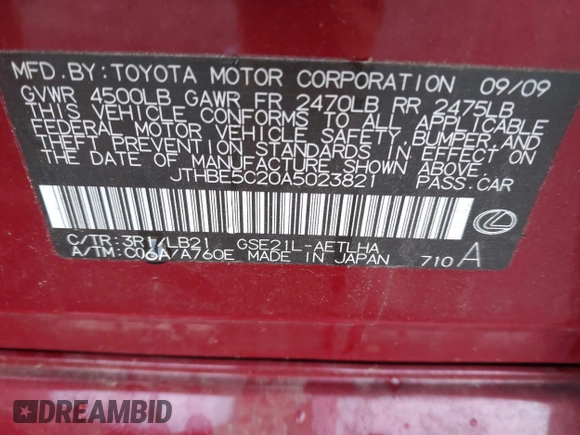 MFD.BY:TOYOTA MOTOR CORPORATION 09/09
GVWR 4500LB GAWR FR 2470LB RR 2475LB
THIS VEHICLE CONFORMS TO ALL APPLICABLE
FEDERAL MOTOR VEHICLE SAFETY, BUMPER AND
THEFT PREVENTION STANDARDS IN EFFECT ON
THE DATE OF MANUFACTURE SHOWN ABOVE.
JTHBE5C20A5023821 PASS.CAR
C/TR: LB21 GSE21L-AETLHA
A/TM:C06A/A760E MADE IN JAPAN 710 A
DREAMBID